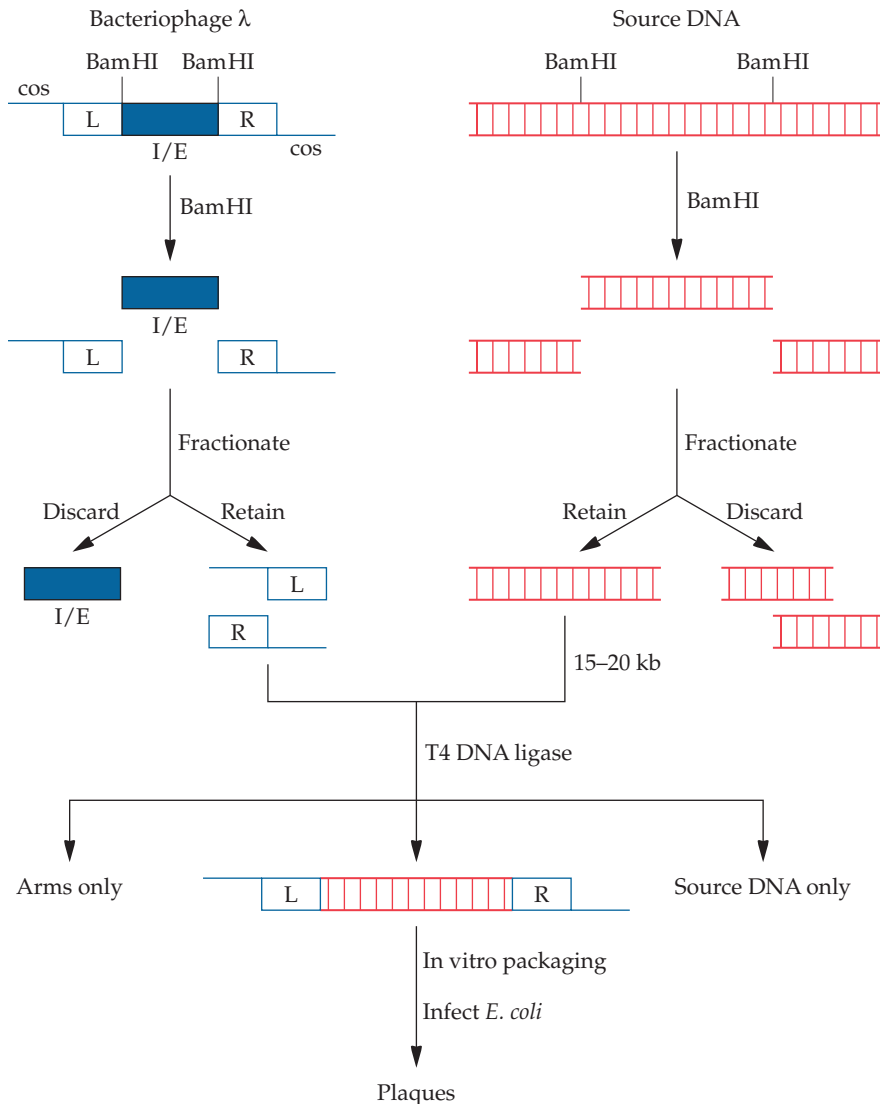 Bacteriophage λ
Source DNA
BamHI BamHI
BamHI BamHI
cos
L
R
I/E
cos
BamHI
BamHI
I/E
L
R
Fractionate
Fractionate
Discard
Retain
Retain
Discard
I/E
L
R
15–20 kb
T4 DNA ligase
Arms only
L
R
Source DNA only
In vitro packaging
Infect E. coli
Plaques